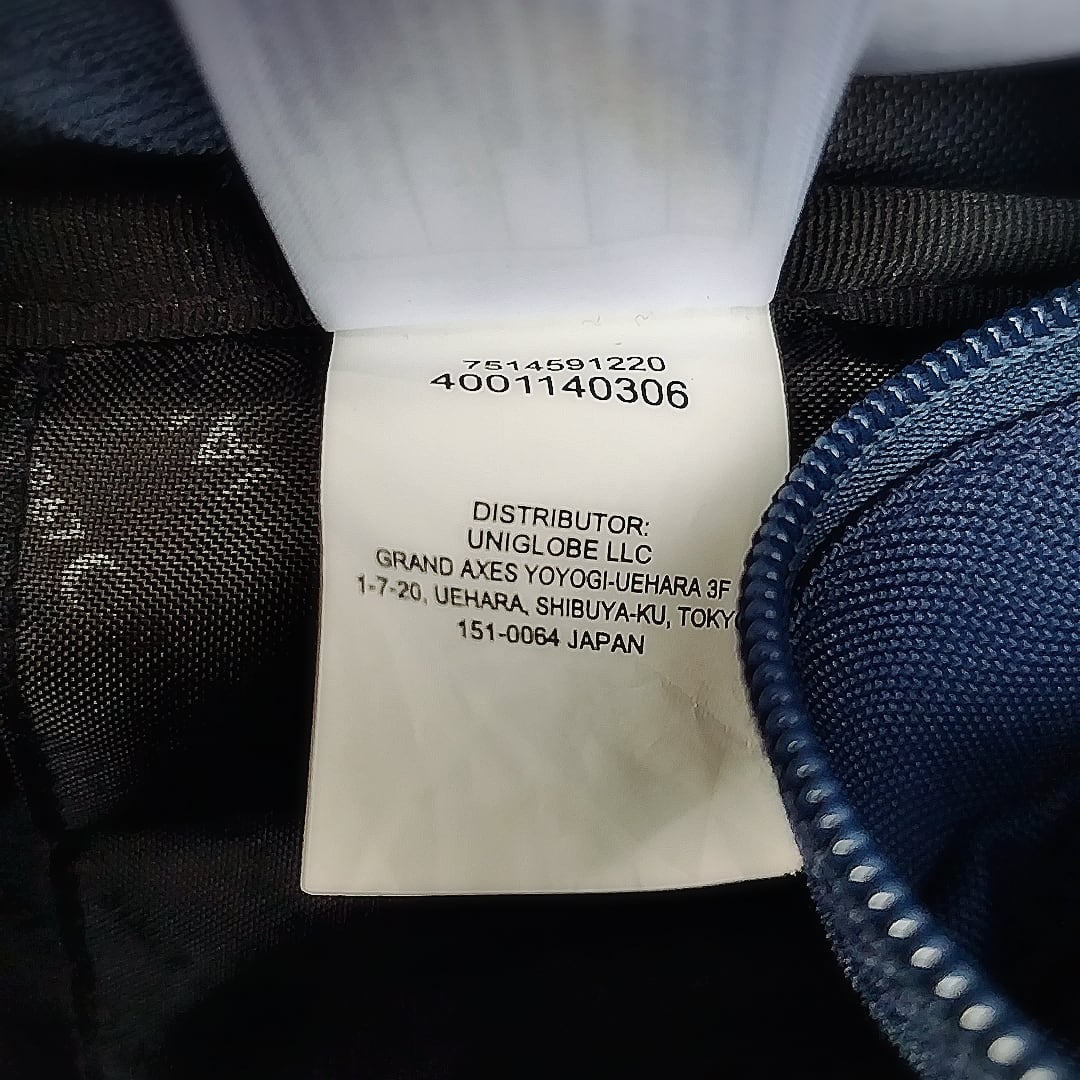 7514591220
4001140306
DISTRIBUTOR:
UNIGLOBE LLC
GRAND AXES YOYOGI-UEHARA 3F
1-7-20, UEHARA, SHIBUYA-KU, TOKY
151-0064 JAPAN